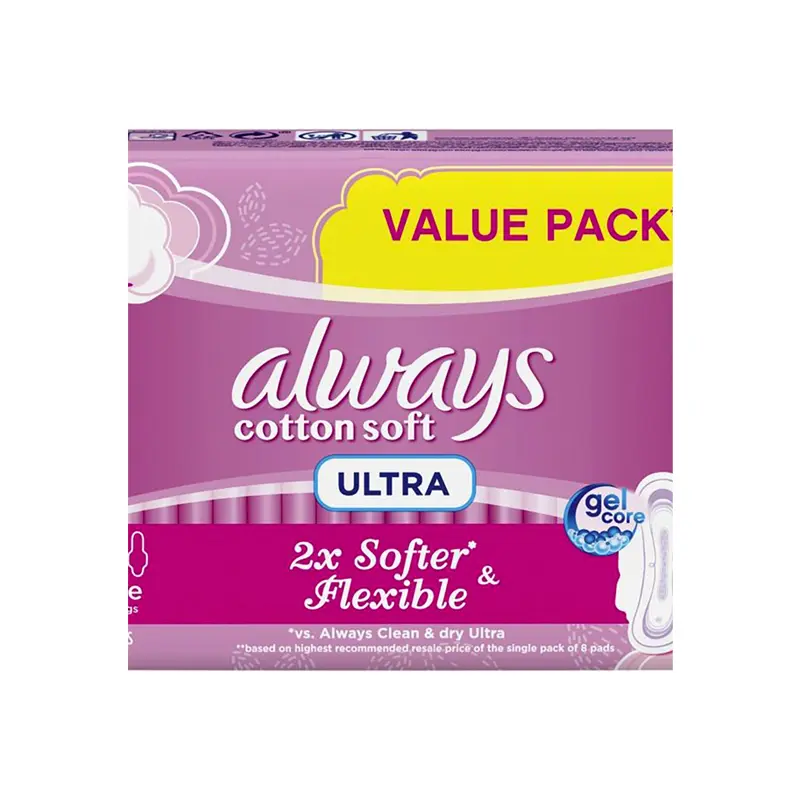 VALUE PACK
always
cotton soft
ULTRA
gel
core
2x Softer*
& Flexible
e
gs
s
*vs. Always Clean & dry Ultra
**based on highest recommended resale price of the single pack of 8 pads